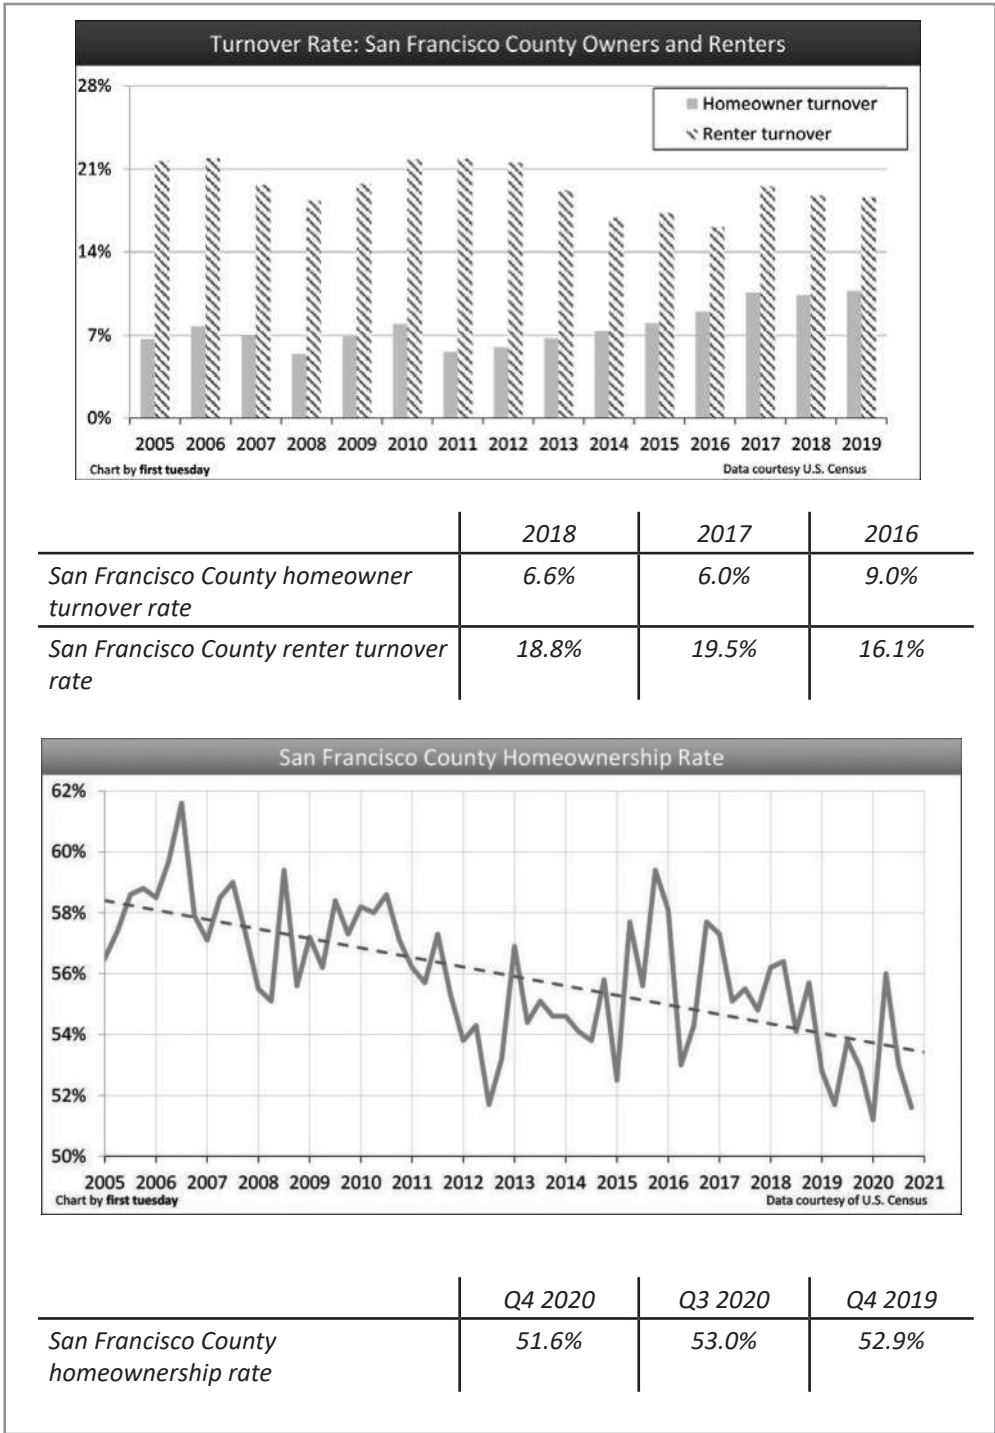 Turnover Rate: San Francisco County Owners and Renters
28%
Homeowner turnover
Renter turnover
21%
14%
7%
0%
2005 2006 2007 2008 2009 2010 2011 2012 2013 2014 2015 2016 2017 2018 2019
Chart by first tuesday Data courtesy U.S. Census
2018 2017 2016
San Francisco County homeowner 6.6% 6.0% 9.0%
turnover rate
San Francisco County renter turnover 18.8% 19.5% 16.1%
rate
San Francisco County Homeownership Rate
62%
60%
58%
56%
54%
52%
50%
2005 2006 2007 2008 2009 2010 2011 2012 2013 2014 2015 2016 2017 2018 2019 2020 2021
Chart by first tuesday Data courtesy of U.S. Census
Q4 2020 Q3 2020 Q4 2019
San Francisco County 51.6% 53.0% 52.9%
homeownership rate